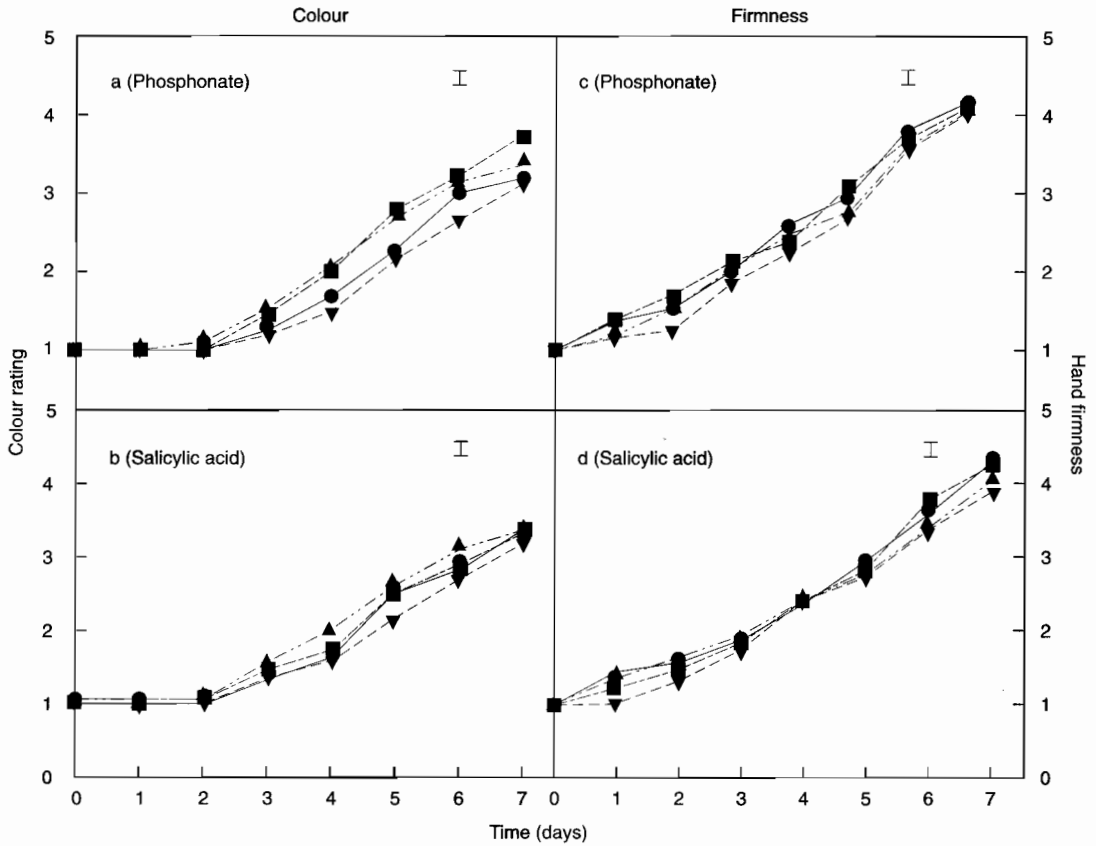 Colour
Firmness
5
4
3
2
1
a (Phosphonate)
c (Phosphonate)
5
4
3
2
1
Colour rating
Hand firmness
5
4
3
2
1
0
b (Salicylic acid)
d (Salicylic acid)
5
4
3
2
1
0
0 1 2 3 4 5 6 7
0 1 2 3 4 5 6 7
Time (days)